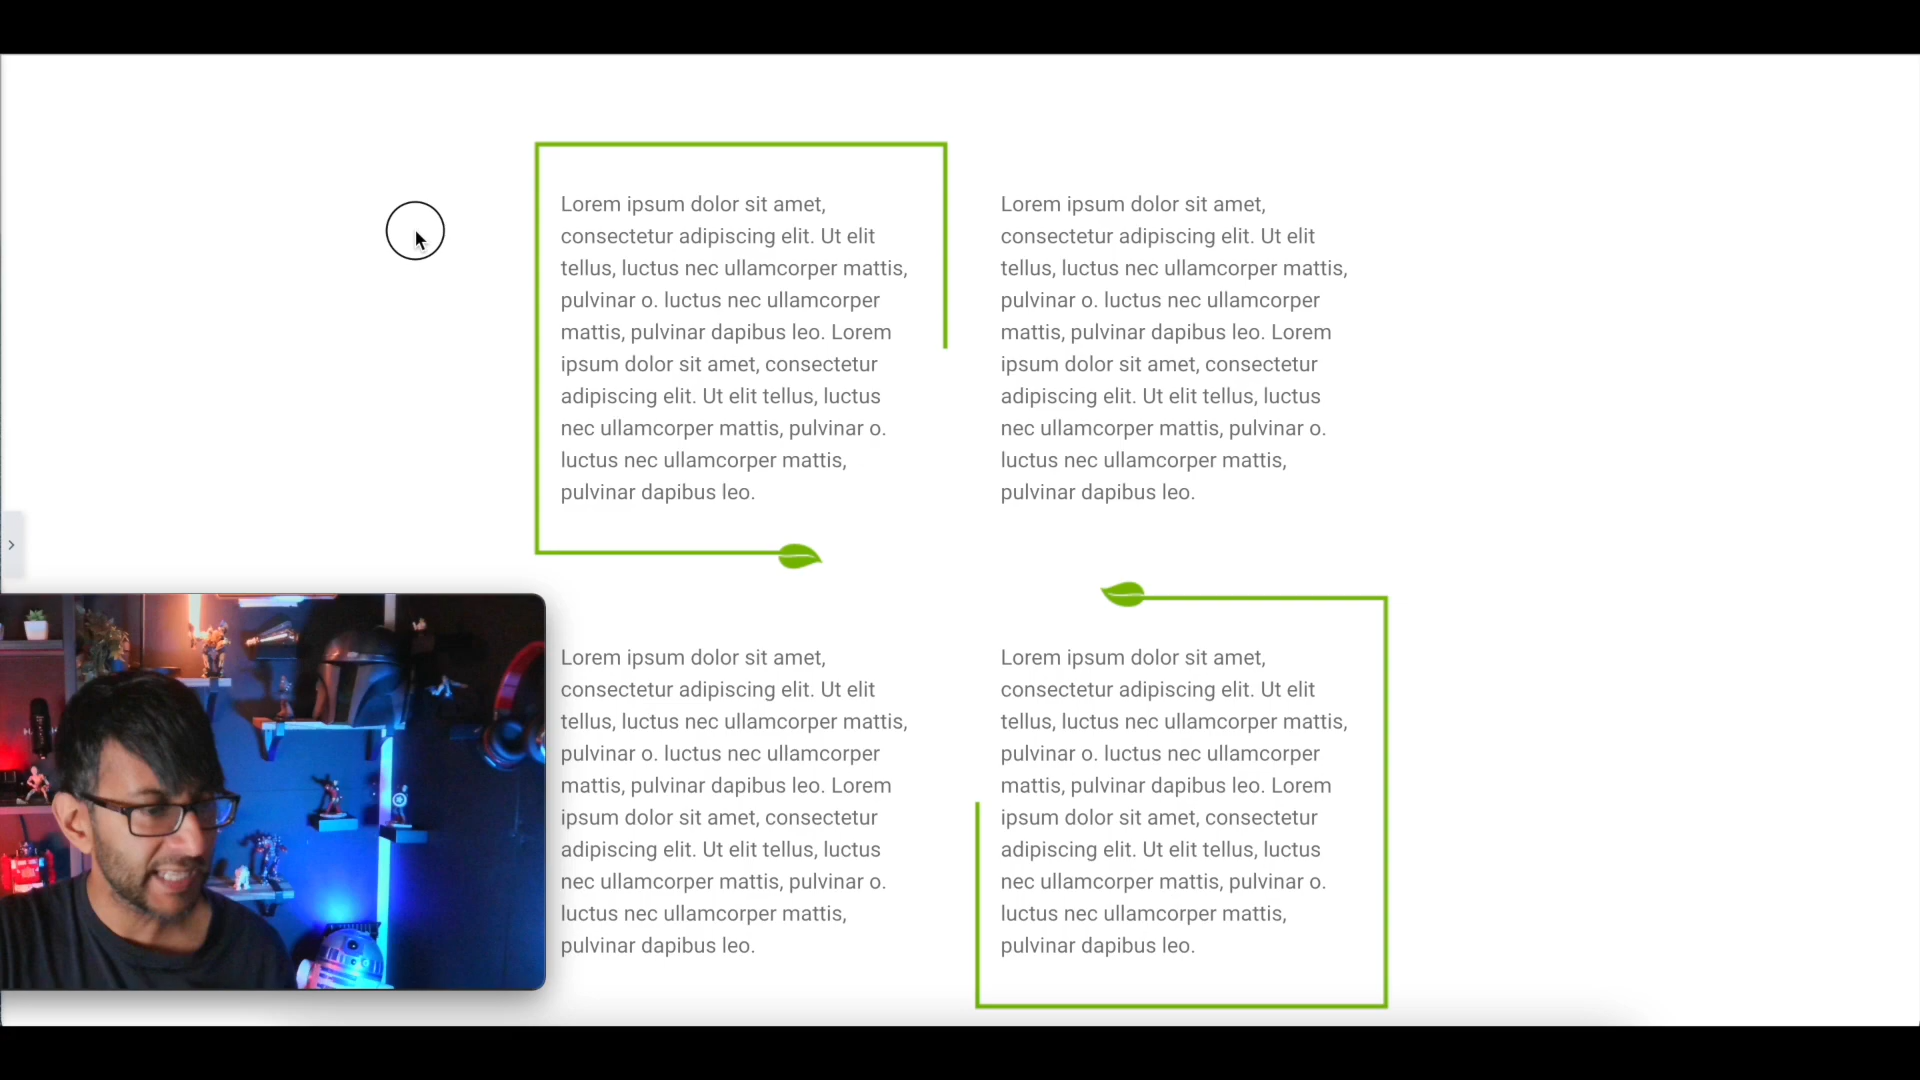 Lorem ipsum dolor sit amet,
consectetur adipiscing elit. Ut elit
tellus, luctus nec ullamcorper mattis,
pulvinar o. luctus nec ullamcorper
mattis, pulvinar dapibus leo. Lorem
ipsum dolor sit amet, consectetur
adipiscing elit. Ut elit tellus, luctus
nec ullamcorper mattis, pulvinar o.
luctus nec ullamcorper mattis,
pulvinar dapibus leo.
Lorem ipsum dolor sit amet,
consectetur adipiscing elit. Ut elit
tellus, luctus nec ullamcorper mattis,
pulvinar o. luctus nec ullamcorper
mattis, pulvinar dapibus leo. Lorem
ipsum dolor sit amet, consectetur
adipiscing elit. Ut elit tellus, luctus
nec ullamcorper mattis, pulvinar o.
luctus nec ullamcorper mattis,
pulvinar dapibus leo.
Lorem ipsum dolor sit amet,
consectetur adipiscing elit. Ut elit
tellus, luctus nec ullamcorper mattis,
pulvinar o. luctus nec ullamcorper
mattis, pulvinar dapibus leo. Lorem
ipsum dolor sit amet, consectetur
adipiscing elit. Ut elit tellus, luctus
nec ullamcorper mattis, pulvinar o.
luctus nec ullamcorper mattis,
pulvinar dapibus leo.
Lorem ipsum dolor sit amet,
consectetur adipiscing elit. Ut elit
tellus, luctus nec ullamcorper mattis,
pulvinar o. luctus nec ullamcorper
mattis, pulvinar dapibus leo. Lorem
ipsum dolor sit amet, consectetur
adipiscing elit. Ut elit tellus, luctus
nec ullamcorper mattis, pulvinar o.
luctus nec ullamcorper mattis,
pulvinar dapibus leo.